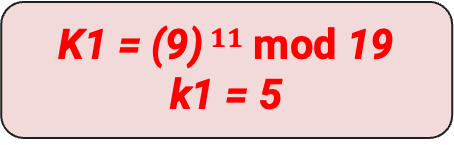 K1 = (9)¹¹ mod 19
k1 = 5